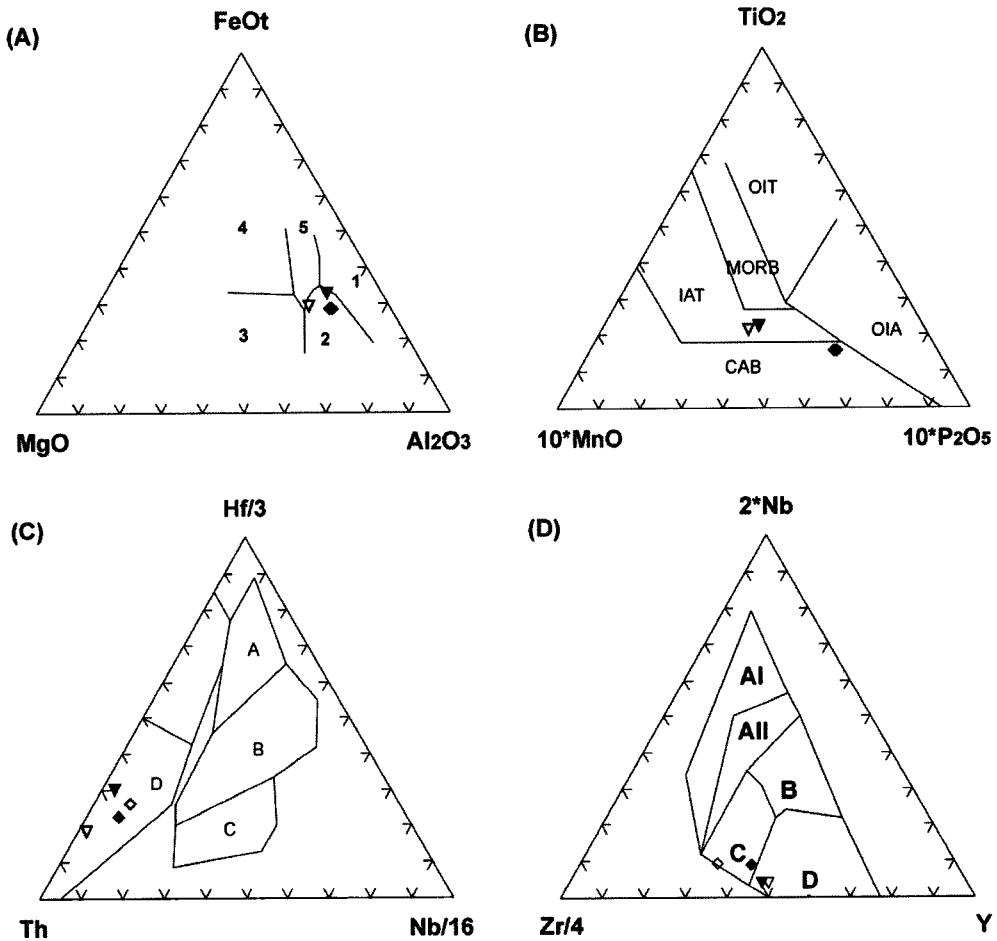 (A)
FeOt
4
5
1
3
2
MgO
Al2O3
(B)
TiO2
OIT
MORB
IAT
OIA
CAB
10*MnO
10*P2O5
(C)
Hf/3
A
B
D
C
Th
Nb/16
(D)
2*Nb
AI
AII
B
C
D
Zr/4
Y